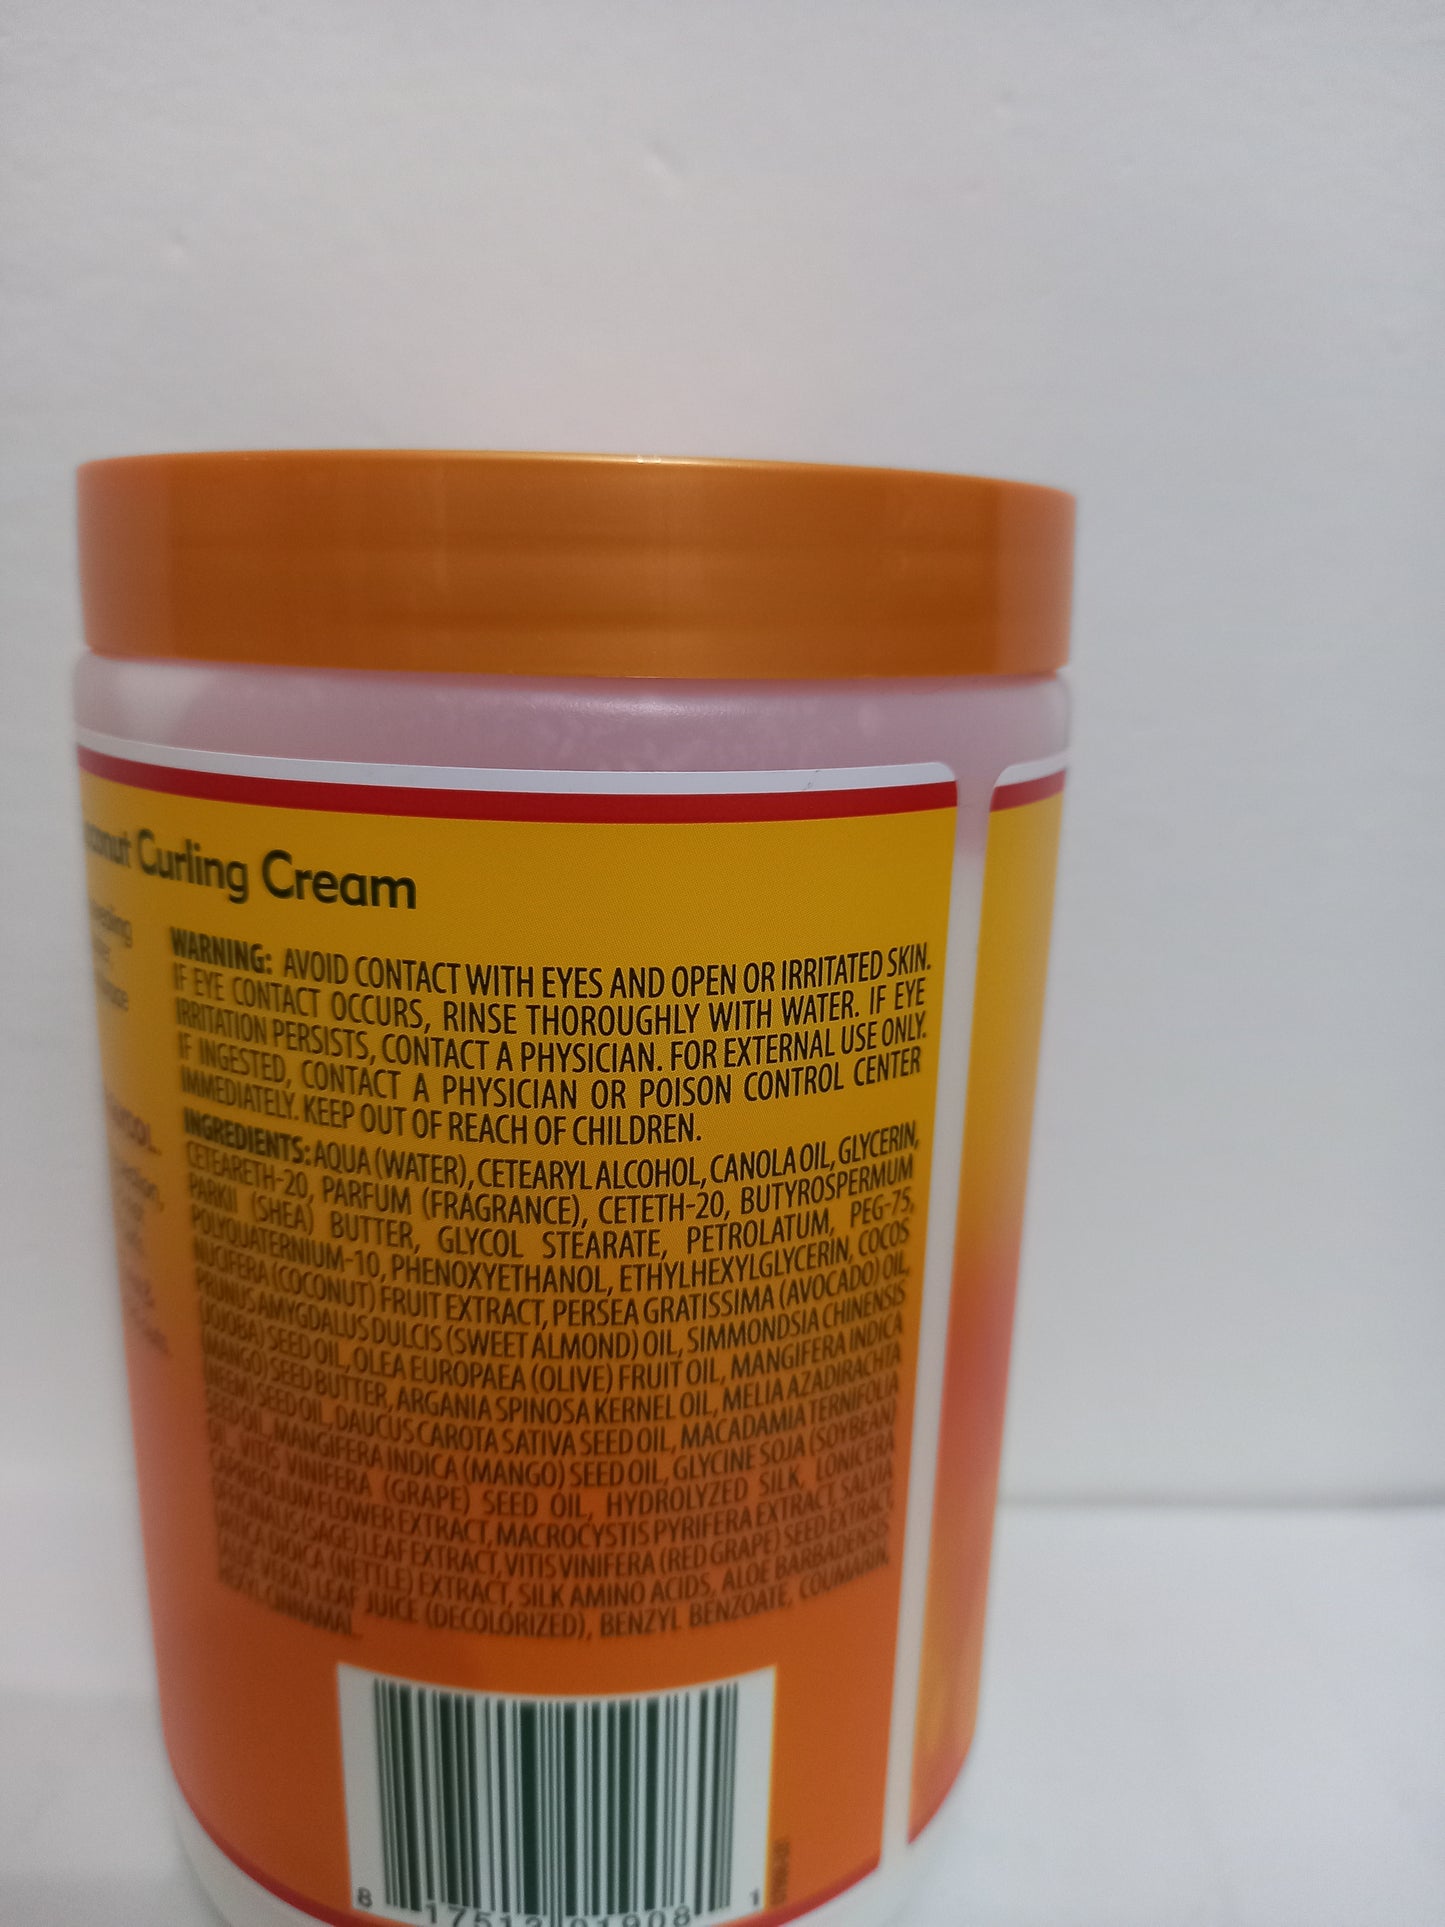 Curling Cream
WARNING: AVOID CONTACT WITH EYES AND OPEN OR IRRITATED SKIN.
IF EYE CONTACT OCCURS, RINSE THOROUGHLY WITH WATER. IF EYE
IRRITATION PERSISTS, CONTACT A PHYSICIAN. FOR EXTERNAL USE ONLY.
IF INGESTED, CONTACT A PHYSICIAN OR POISON CONTROL CENTER
IMMEDIATELY. KEEP OUT OF REACH OF CHILDREN.
INGREDIENTS: AQUA (WATER), CETEARYL ALCOHOL, CANOLA OIL, GLYCERIN,
CETEARETH-20, PARFUM (FRAGRANCE), CETETH-20, BUTYROSPERMUM
PARKII (SHEA) BUTTER, GLYCOL STEARATE, PETROLATUM, PEG-75,
POLYQUATERNIUM-10, PHENOXYETHANOL, ETHYLHEXYLGLYCERIN, COCOS
NUCIFERA (COCONUT) FRUIT EXTRACT, PERSEA GRATISSIMA (AVOCADO) OIL,
PRUNUS AMYGDALUS DULCIS (SWEET ALMOND) OIL, SIMMONDSIA CHINENSIS
(JOJOBA) SEED OIL, OLEA EUROPAEA (OLIVE) FRUIT OIL, MANGIFERA INDICA
(MANGO) SEED BUTTER, ARGANIA SPINOSA KERNEL OIL, MELIA AZADIRACHTA
(NEEM) SEED OIL, DAUCUS CAROTA SATIVA SEED OIL, MACADAMIA TERNIFOLIA
SEED OIL, MANGIFERA INDICA (MANGO) SEED OIL, GLYCINE SOJA (SOYBEAN)
OIL, VITIS VINIFERA (GRAPE) SEED OIL, HYDROLYZED SILK, LONICERA
CAPRIFOLIUM FLOWER EXTRACT, MACROCYSTIS PYRIFERA EXTRACT, SALVIA
OFFICINALIS (SAGE) LEAF EXTRACT, VITIS VINIFERA (RED GRAPE) SEED EXTRACT,
URTICA DIOICA (NETTLE) EXTRACT, SILK AMINO ACIDS, ALOE BARBADENSIS
(ALOE VERA) LEAF JUICE (DECOLORIZED), BENZYL BENZOATE, COUMARIN,
HEXYL CINNAMAL.
8 17513 01908 1